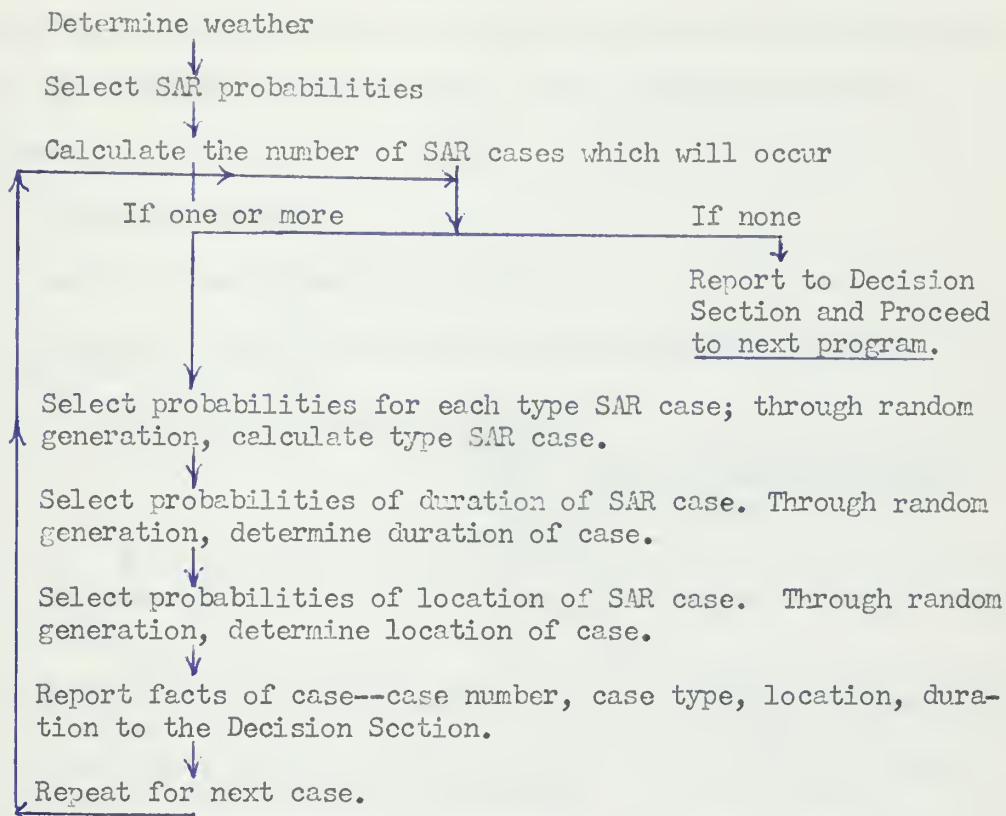 Determine weather
Select SAR probabilities
Calculate the number of SAR cases which will occur
If one or more
If none
Report to Decision
Section and Proceed
to next program.
Select probabilities for each type SAR case; through random
generation, calculate type SAR case.
Select probabilities of duration of SAR case. Through random
generation, determine duration of case.
Select probabilities of location of SAR case. Through random
generation, determine location of case.
Report facts of case--case number, case type, location, dura-
tion to the Decision Section.
Repeat for next case.